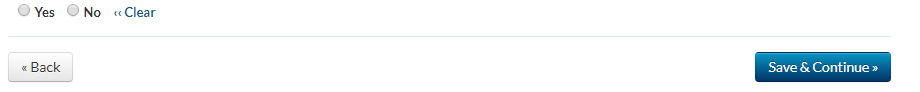 Yes No ‹‹ Clear
« Back Save & Continue »